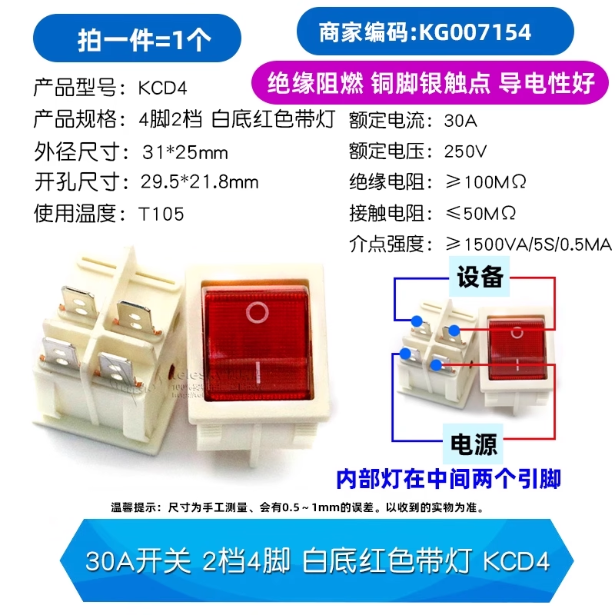 拍一件=1个
商家编码:KG007154
绝缘阻燃 铜脚银触点 导电性好
产品型号: KCD4
产品规格: 4脚2档 白底红色带灯
外径尺寸: 31*25mm
开孔尺寸: 29.5*21.8mm
使用温度: T105
额定电流: 30A
额定电压: 250V
绝缘电阻: ≥100MΩ
接触电阻: ≤50MΩ
介点强度: ≥1500VA/5S/0.5MA
设备
电源
内部灯在中间两个引脚
温馨提示: 尺寸为手工测量、会有0.5~1mm的误差。以收到的实物为准。
30A开关 2档4脚 白底红色带灯 KCD4